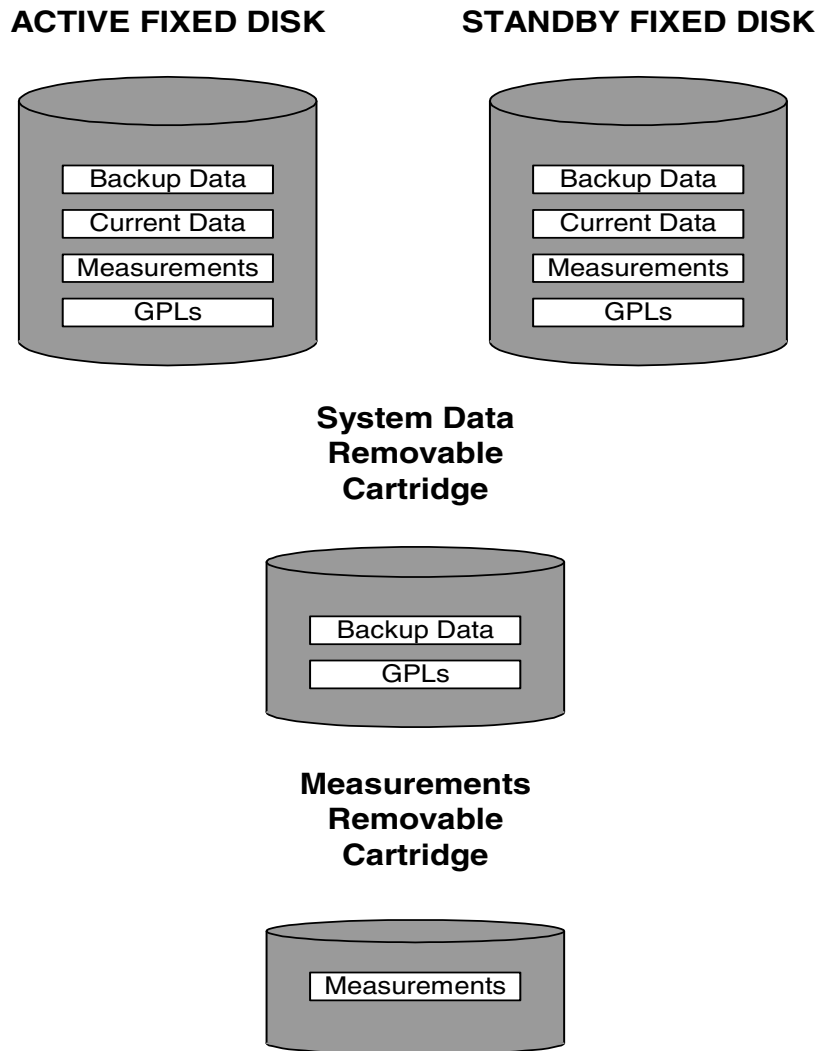 ACTIVE FIXED DISK
Backup Data
Current Data
Measurements
GPLs
STANDBY FIXED DISK
Backup Data
Current Data
Measurements
GPLs
System Data
Removable
Cartridge
Backup Data
GPLs
Measurements
Removable
Cartridge
Measurements